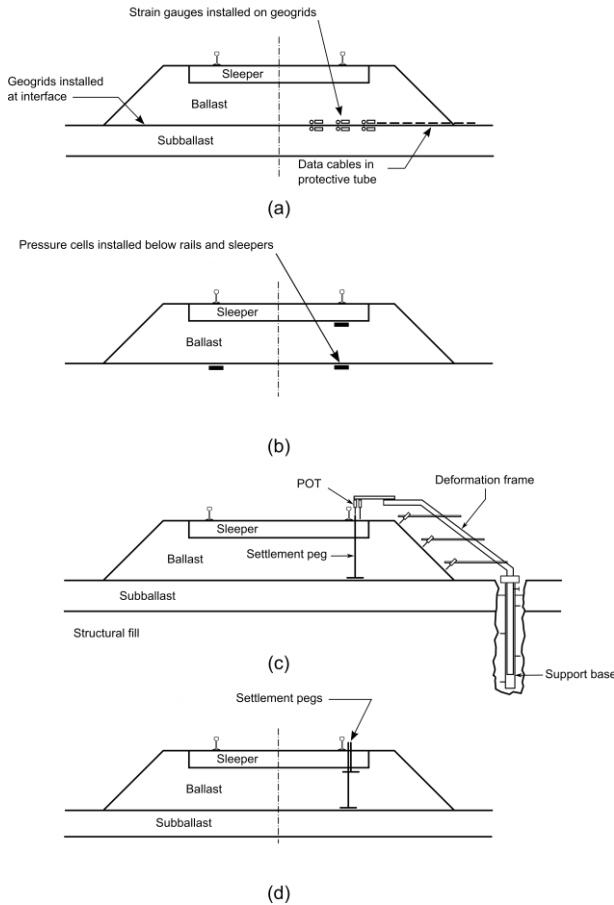 Strain gauges installed on geogrids
Sleeper
Geogrids installed
at interface
Ballast
Subballast
Data cables in
protective tube
(a)
Pressure cells installed below rails and sleepers
Sleeper
Ballast
(b)
POT
Deformation frame
Sleeper
Ballast
Settlement peg
Subballast
Structural fill
(c)
Support base
Settlement pegs
Sleeper
Ballast
Subballast
(d)